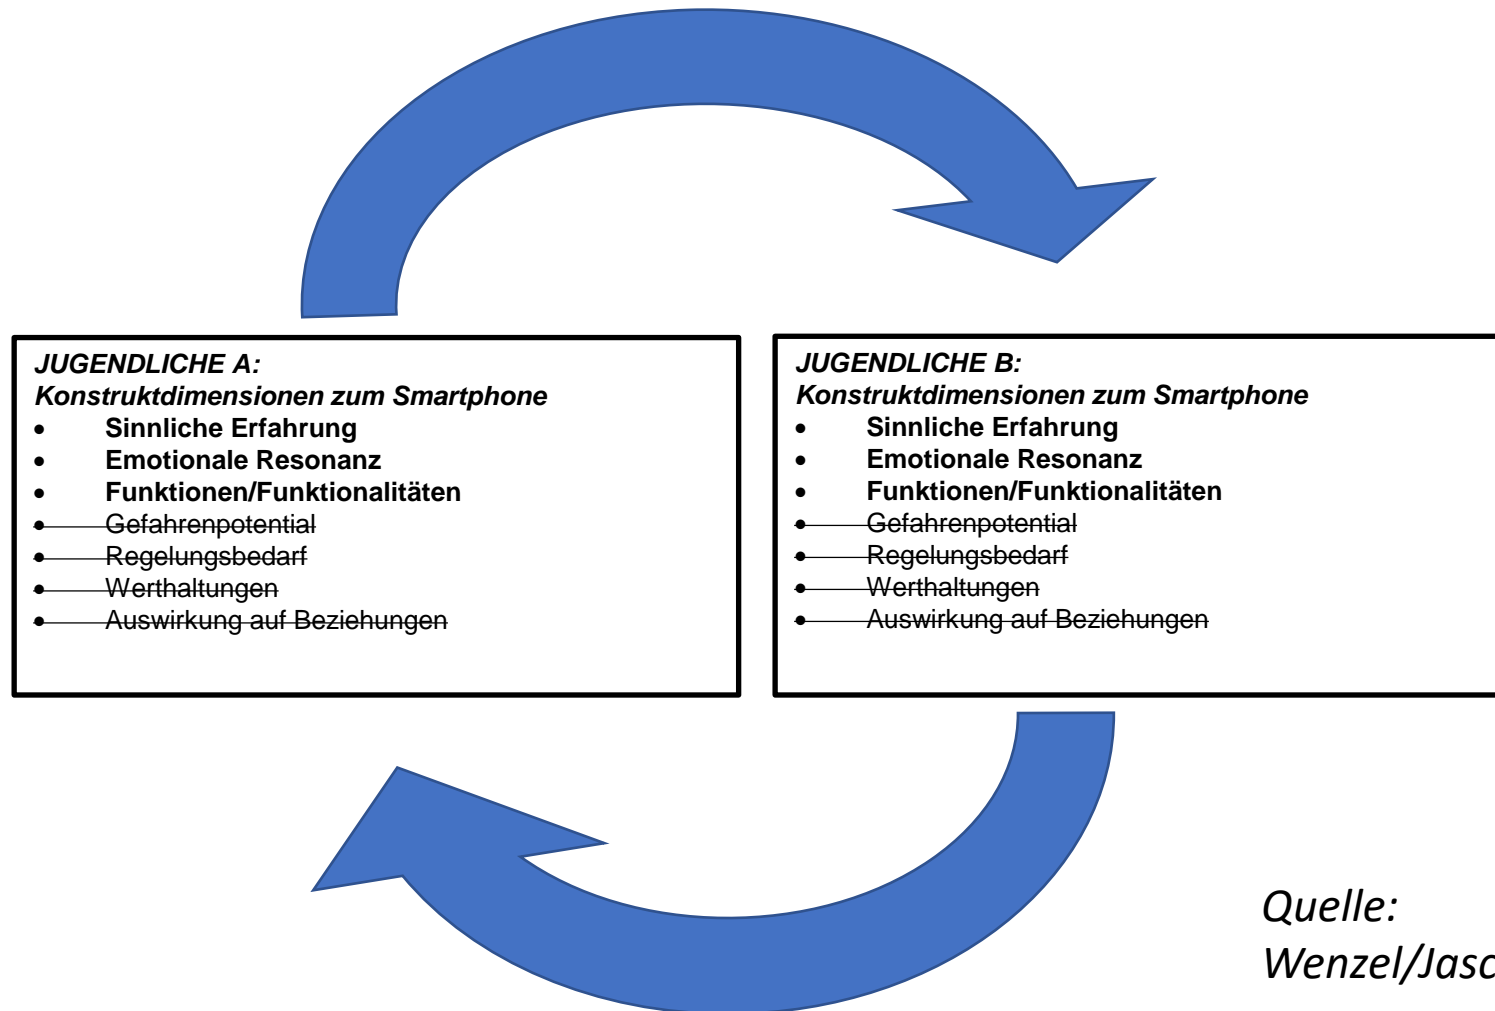 JUGENDLICHE A:
Konstruktdimensionen zum Smartphone
• Sinnliche Erfahrung
• Emotionale Resonanz
• Funktionen/Funktionalitäten
• Gefahrenpotential
• Regelungsbedarf
• Werthaltungen
• Auswirkung auf Beziehungen
JUGENDLICHE B:
Konstruktdimensionen zum Smartphone
• Sinnliche Erfahrung
• Emotionale Resonanz
• Funktionen/Funktionalitäten
• Gefahrenpotential
• Regelungsbedarf
• Werthaltungen
• Auswirkung auf Beziehungen
Quelle:
Wenzel/Jasc